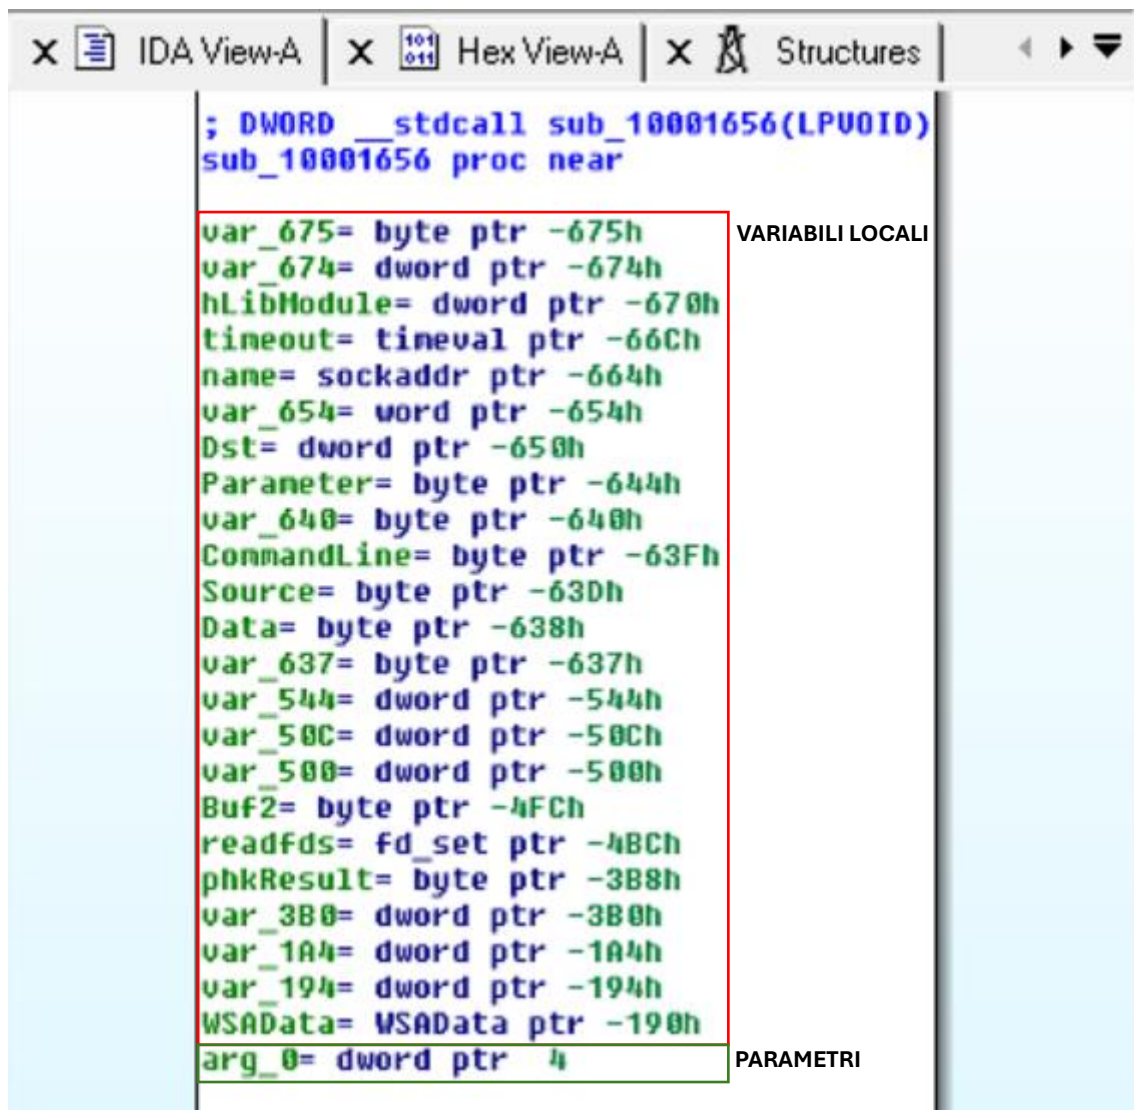 IDA View-A Hex View-A Structures
; DWORD __stdcall sub_10001656(LPVOID)
sub_10001656 proc near
var_675= byte ptr -675h VARIABILI LOCALI
var_674= dword ptr -674h
hLibModule= dword ptr -670h
timeout= timeval ptr -66Ch
name= sockaddr ptr -664h
var_654= word ptr -654h
Dst= dword ptr -650h
Parameter= byte ptr -644h
var_640= byte ptr -640h
CommandLine= byte ptr -63Fh
Source= byte ptr -63Dh
Data= byte ptr -638h
var_637= byte ptr -637h
var_544= dword ptr -544h
var_50C= dword ptr -50Ch
var_500= dword ptr -500h
Buf2= byte ptr -4FCh
readfds= fd_set ptr -4BCh
phkResult= byte ptr -3B8h
var_3B0= dword ptr -3B0h
var_1A4= dword ptr -1A4h
var_194= dword ptr -194h
WSAData= WSAData ptr -190h
arg_0= dword ptr  4 PARAMETRI